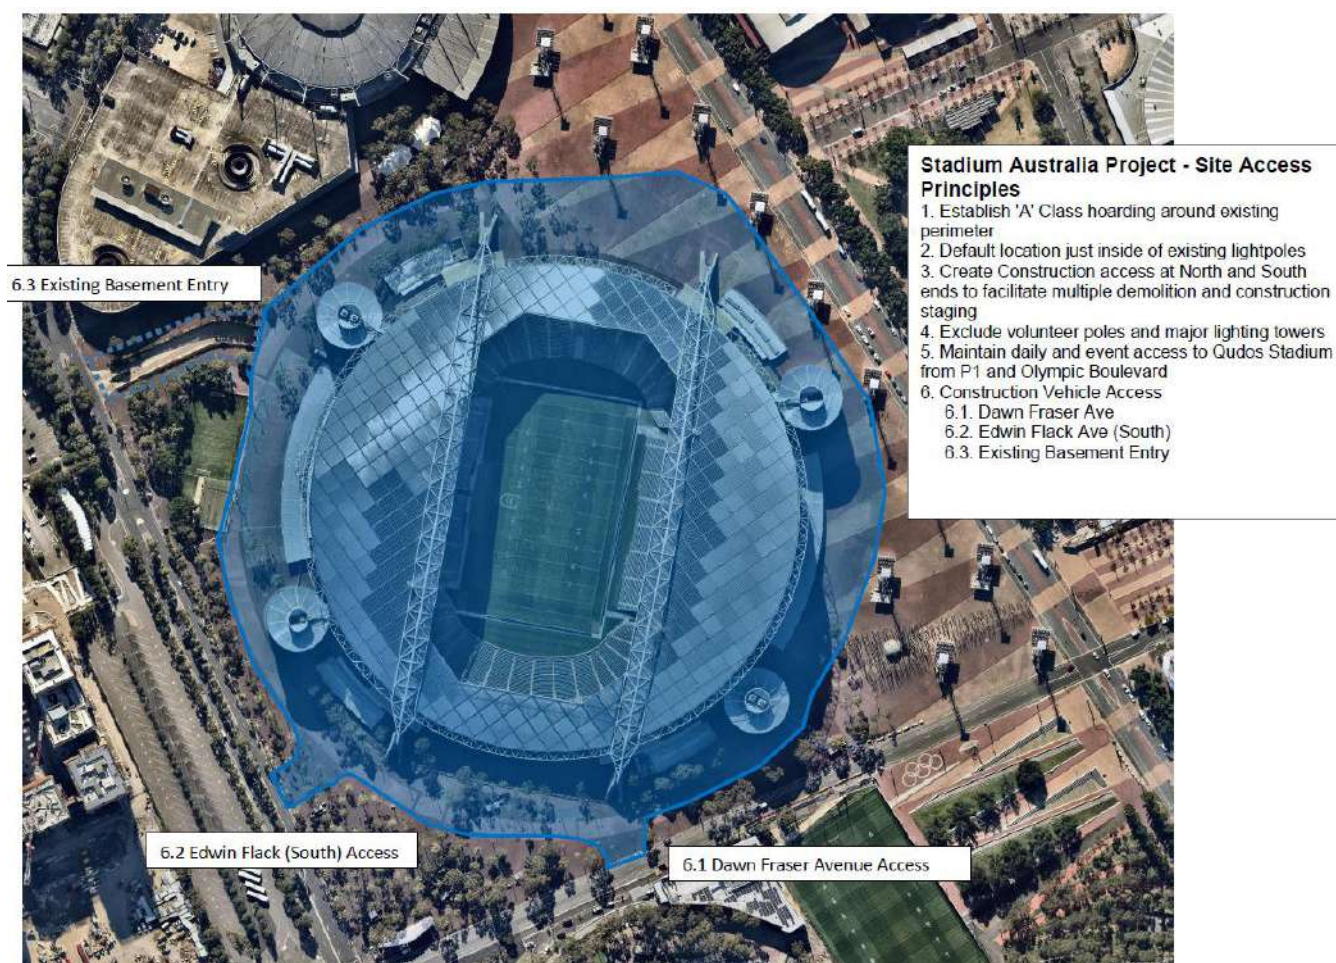 Stadium Australia Project - Site Access
Principles
1. Establish 'A' Class hoarding around existing
perimeter
2. Default location just inside of existing lightpoles
3. Create Construction access at North and South
ends to facilitate multiple demolition and construction
staging
4. Exclude volunteer poles and major lighting towers
5. Maintain daily and event access to Qudos Stadium
from P1 and Olympic Boulevard
6. Construction Vehicle Access
6.1. Dawn Fraser Ave
6.2. Edwin Flack Ave (South)
6.3. Existing Basement Entry
6.3 Existing Basement Entry
6.2 Edwin Flack (South) Access
6.1 Dawn Fraser Avenue Access